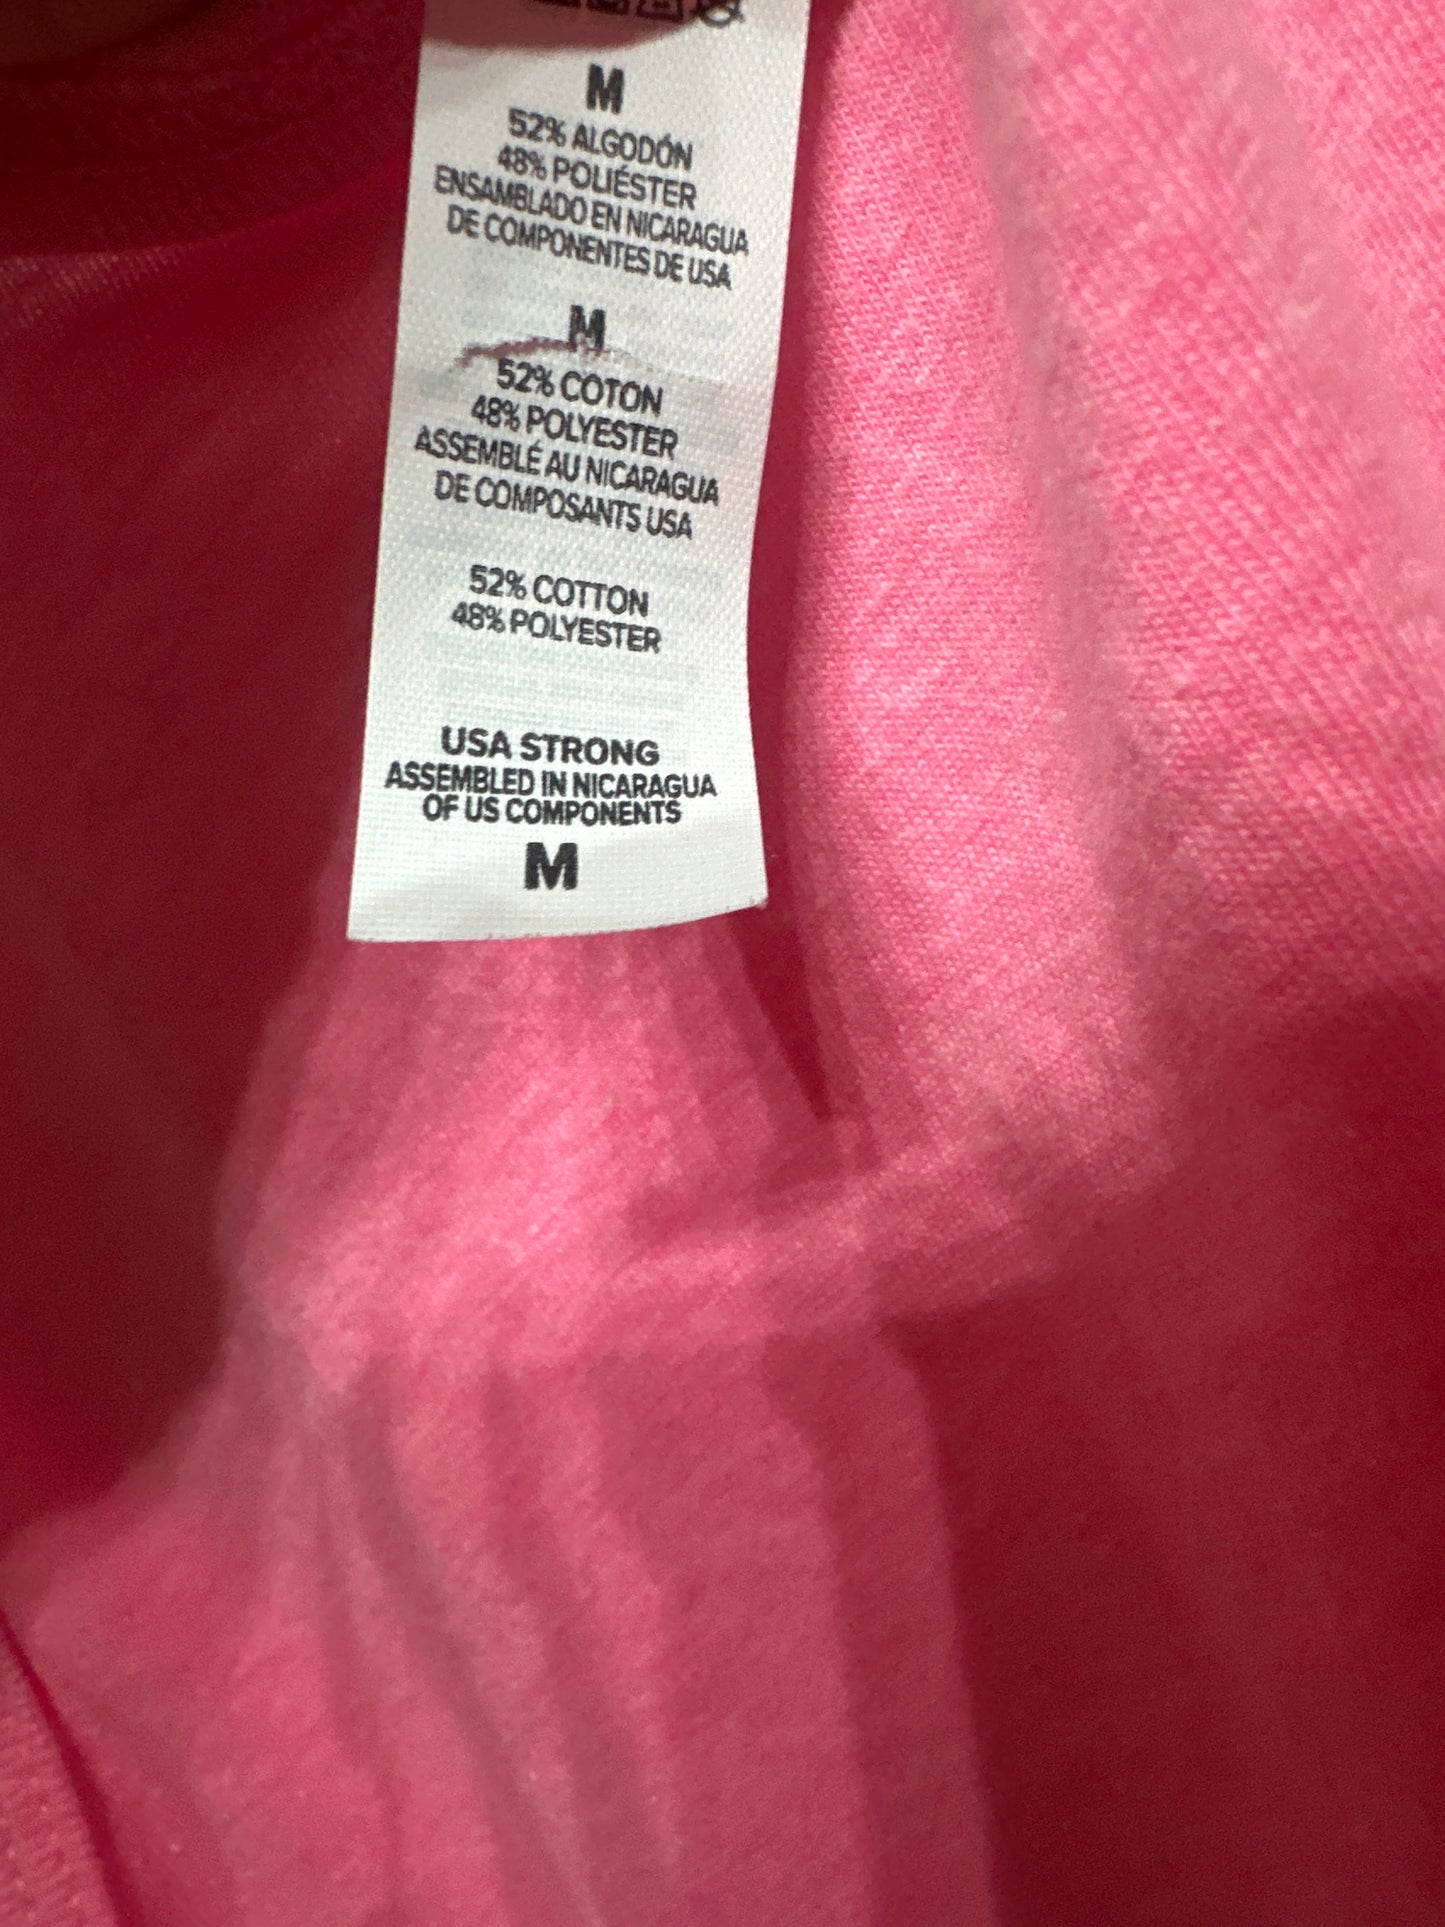 M
52% ALGODÓN
48% POLIÉSTER
ENSAMBLADO EN NICARAGUA
DE COMPONENTES DE USA
M
52% COTON
48% POLYESTER
ASSEMBLÉ AU NICARAGUA
DE COMPOSANTS USA
52% COTTON
48% POLYESTER
USA STRONG
ASSEMBLED IN NICARAGUA
OF US COMPONENTS
M